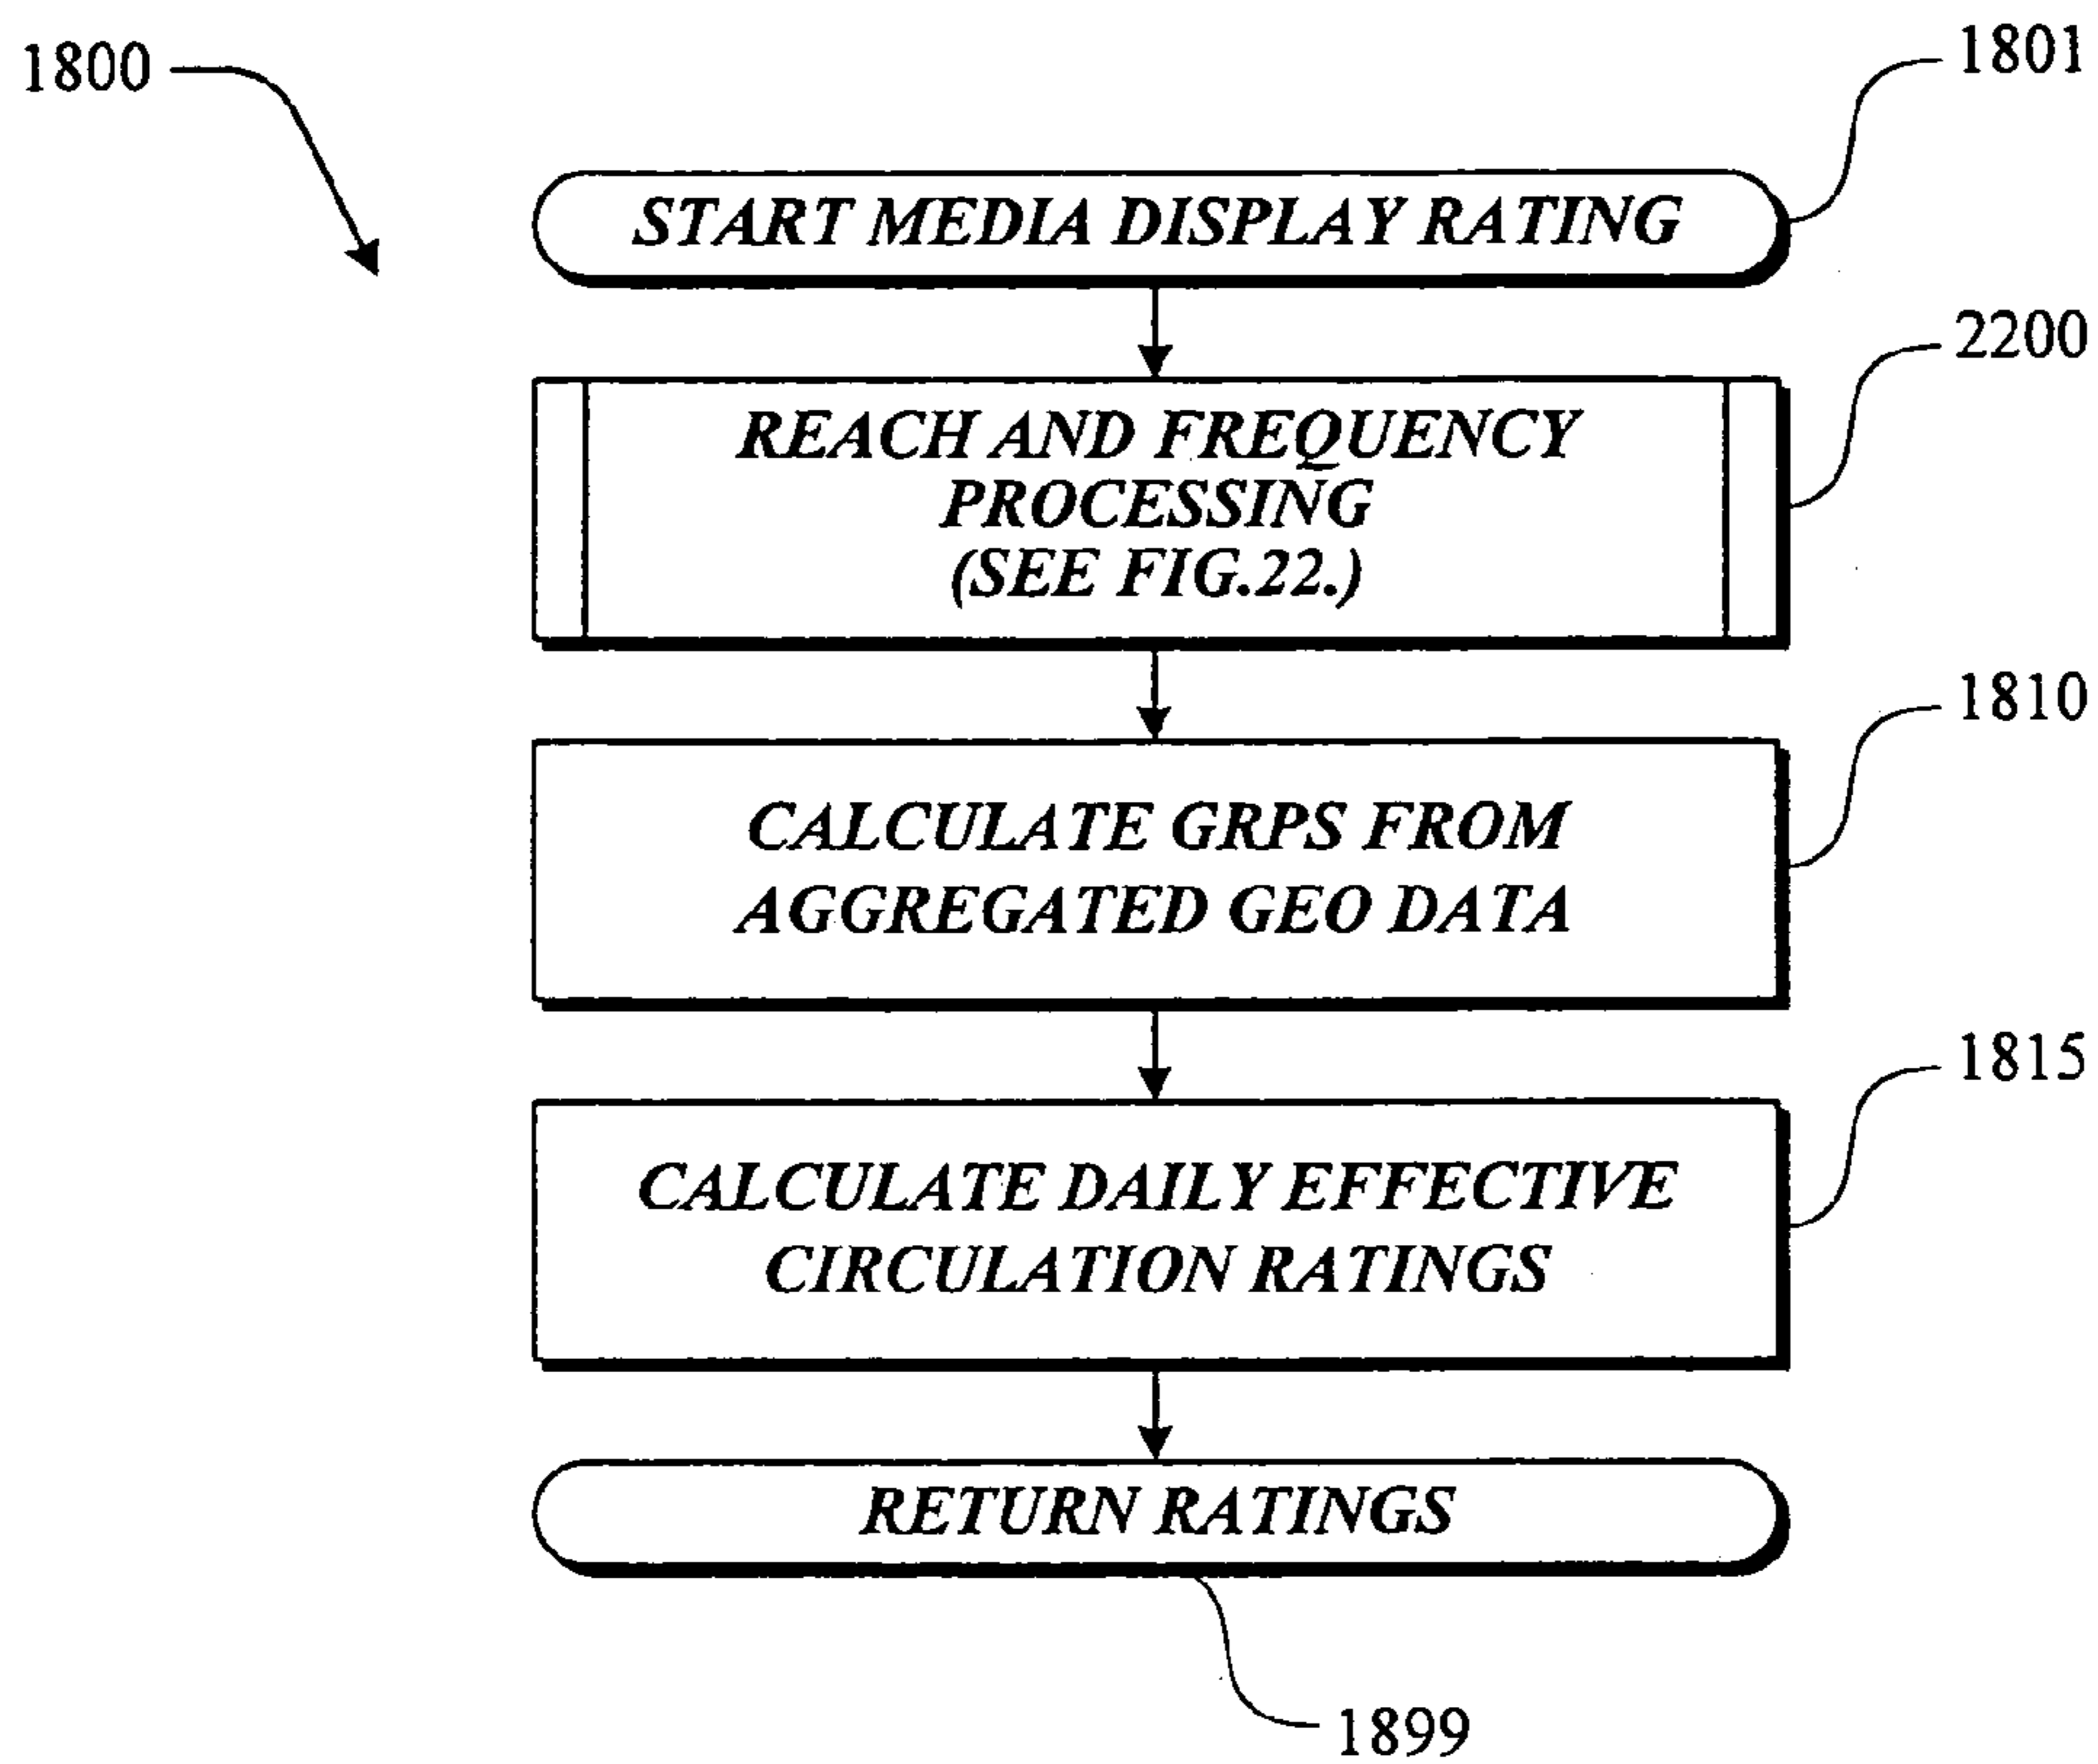 1800
1801
START MEDIA DISPLAY RATING
2200
REACH AND FREQUENCY
PROCESSING
(SEE FIG.22.)
1810
CALCULATE GRPS FROM
AGGREGATED GEO DATA
1815
CALCULATE DAILY EFFECTIVE
CIRCULATION RATINGS
RETURN RATINGS
1899